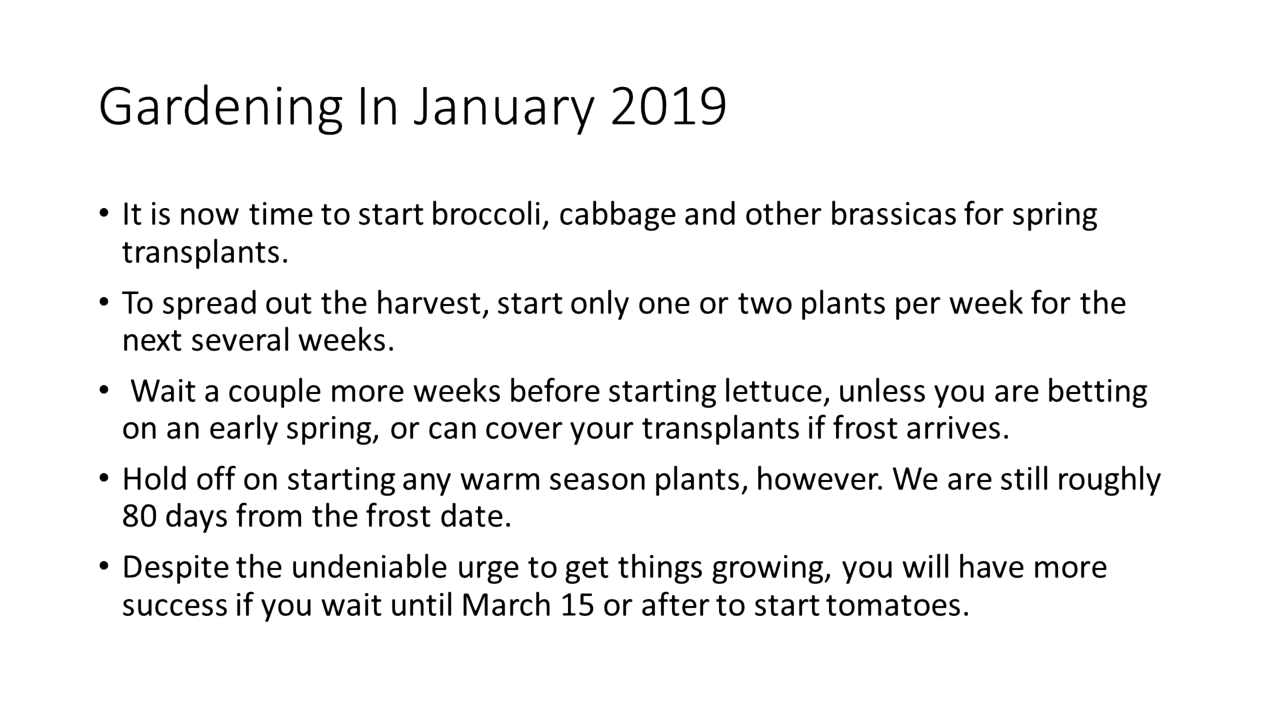 Gardening In January 2019
• It is now time to start broccoli, cabbage and other brassicas for spring
transplants.
• To spread out the harvest, start only one or two plants per week for the
next several weeks.
• Wait a couple more weeks before starting lettuce, unless you are betting
on an early spring, or can cover your transplants if frost arrives.
• Hold off on starting any warm season plants, however. We are still roughly
80 days from the frost date.
• Despite the undeniable urge to get things growing, you will have more
success if you wait until March 15 or after to start tomatoes.